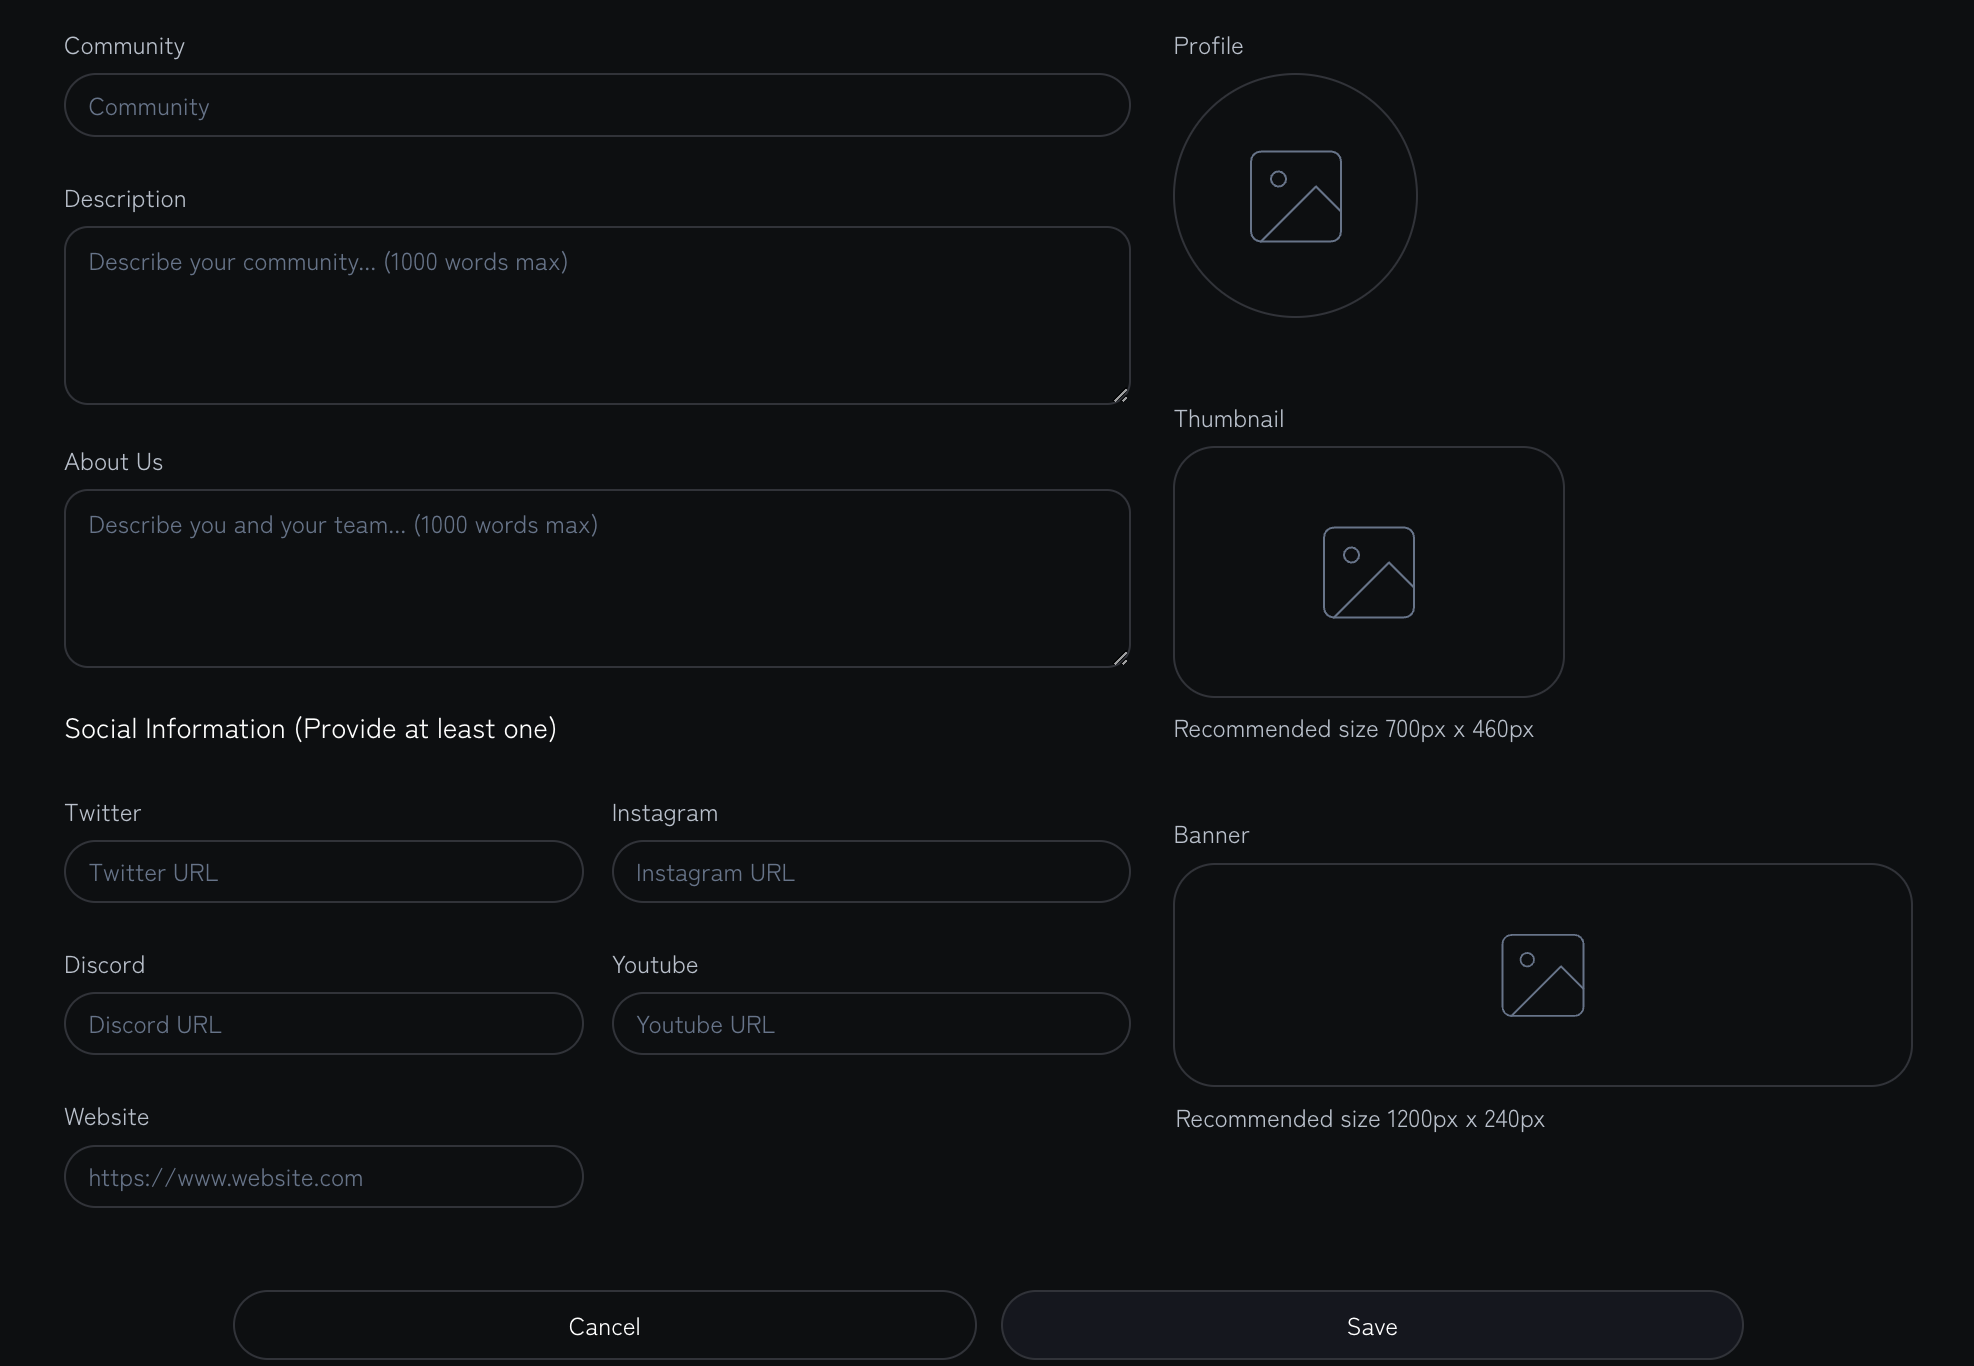 Community
Community
Description
Describe your community... (1000 words max)
About Us
Describe you and your team... (1000 words max)
Social Information (Provide at least one)
Twitter
Twitter URL
Instagram
Instagram URL
Discord
Discord URL
Youtube
Youtube URL
Website
https://www.website.com
Profile
Thumbnail
Recommended size 700px x 460px
Banner
Recommended size 1200px x 240px
Cancel
Save